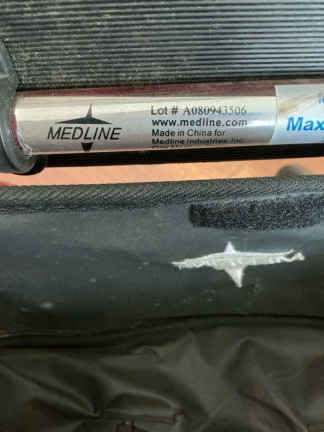 MEDLINE
Lot # A080943506
www.medline.com
Made in China for
Medline Industries, Inc.
Max